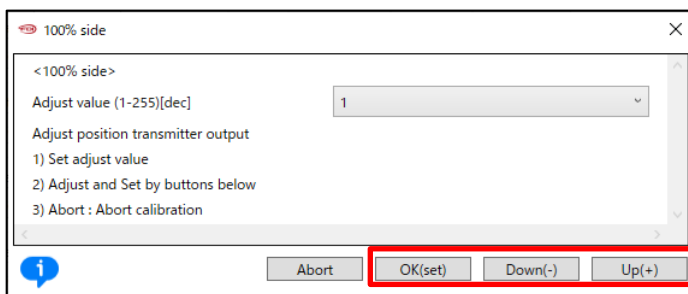 100% side
<100% side>
Adjust value (1-255)[dec] 1
Adjust position transmitter output
1) Set adjust value
2) Adjust and Set by buttons below
3) Abort : Abort calibration
Abort OK(set) Down(-) Up(+)